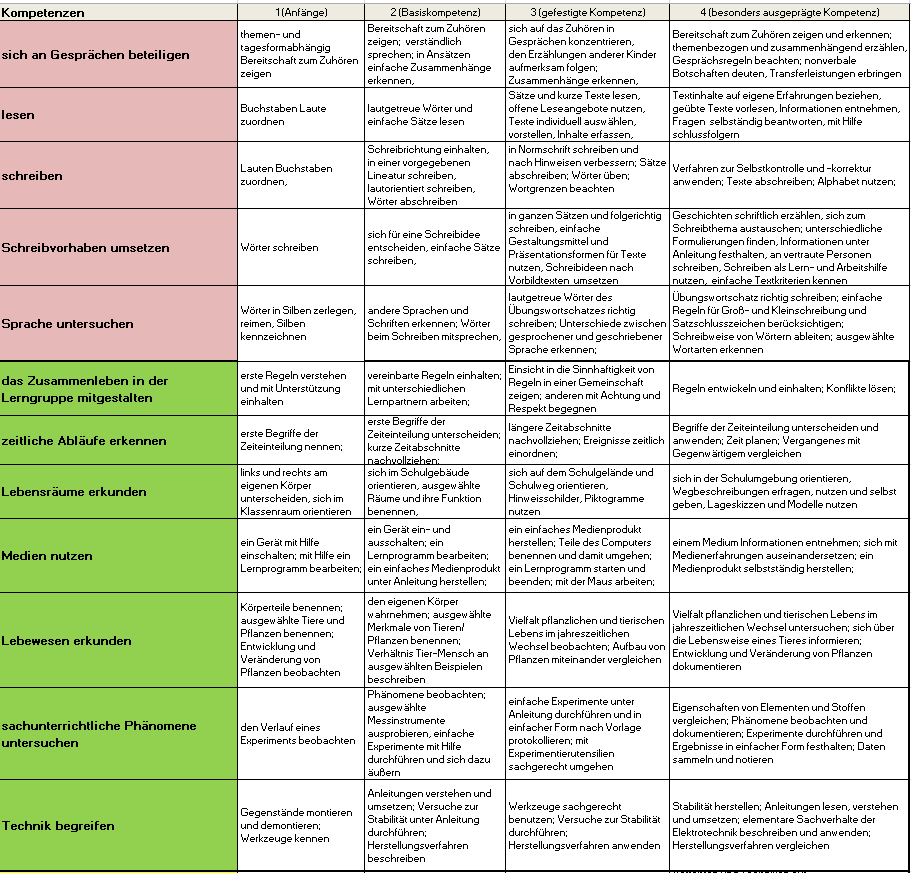 Kompetenzen
1(Anfänge)
2 (Basiskompetenz)
3 (gefestigte Kompetenz)
4 (besonders ausgeprägte Kompetenz)
sich an Gesprächen beteiligen
themen- und
tagesformabhängig
Bereitschaft zum Zuhören
zeigen
Bereitschaft zum Zuhören
zeigen; verständlich
sprechen; in Ansätzen
einfache Zusammenhänge
erkennen,
sich auf das Zuhören in
Gesprächen konzentrieren,
den Erzählungen anderer Kinder
aufmerksam folgen;
Zusammenhänge erkennen,
Bereitschaft zum Zuhören zeigen und erkennen;
themenbezogen und zusammenhängend erzählen,
Gesprächsregeln beachten; nonverbale
Botschaften deuten, Transferleistungen erbringen
lesen
Buchstaben Laute
zuordnen
lautgetreue Wörter und
einfache Sätze lesen
Sätze und kurze Texte lesen,
offene Leseangebote nutzen,
Texte individuell auswählen,
vorstellen, Inhalte erfassen,
Textinhalte auf eigene Erfahrungen beziehen,
geübte Texte vorlesen, Informationen entnehmen,
Fragen selbständig beantworten, mit Hilfe
schlussfolgern
schreiben
Lauten Buchstaben
zuordnen,
Schreibrichtung einhalten,
in einer vorgegebenen
Lineatur schreiben,
lautorientiert schreiben,
Wörter abschreiben
in Normschrift schreiben und
nach Hinweisen verbessern; Sätze
abschreiben; Wörter üben;
Wortgrenzen beachten
Verfahren zur Selbstkontrolle und -korrektur
anwenden; Texte abschreiben; Alphabet nutzen;
Schreibvorhaben umsetzen
Wörter schreiben
sich für eine Schreibidee
entscheiden, einfache Sätze
schreiben,
in ganzen Sätzen und folgerichtig
schreiben, einfache
Gestaltungsmittel und
Präsentationsformen für Texte
nutzen, Schreibideen nach
Vorbildtexten umsetzen
Geschichten schriftlich erzählen, sich zum
Schreibthema austauschen; unterschiedliche
Formulierungen finden, Informationen unter
Anleitung festhalten, an vertraute Personen
schreiben, Schreiben als Lern- und Arbeitshilfe
nutzen, einfache Textkriterien kennen
Sprache untersuchen
Wörter in Silben zerlegen,
reimen, Silben
kennzeichnen
andere Sprachen und
Schriften erkennen; Wörter
beim Schreiben mitsprechen,
lautgetreue Wörter des
Übungswortschatzes richtig
schreiben; Unterschiede zwischen
gesprochener und geschriebener
Sprache erkennen;
Übungswortschatz richtig schreiben; einfache
Regeln für Groß- und Kleinschreibung und
Satzschlusszeichen berücksichtigen;
Schreibweise von Wörtern ableiten; ausgewählte
Wortarten erkennen
das Zusammenleben in der
Lerngruppe mitgestalten
erste Regeln verstehen
und mit Unterstützung
einhalten
vereinbarte Regeln einhalten;
mit unterschiedlichen
Lernpartnern arbeiten;
Einsicht in die Sinnhaftigkeit von
Regeln in einer Gemeinschaft
zeigen; anderen mit Achtung und
Respekt begegnen
Regeln entwickeln und einhalten; Konflikte lösen;
zeitliche Abläufe erkennen
erste Begriffe der
Zeiteinteilung nennen;
erste Begriffe der
Zeiteinteilung unterscheiden;
kurze Zeitabschnitte
nachvollziehen;
längere Zeitabschnitte
nachvollziehen; Ereignisse zeitlich
einordnen;
Begriffe der Zeiteinteilung unterscheiden und
anwenden; Zeit planen; Vergangenes mit
Gegenwärtigem vergleichen
Lebensräume erkunden
links und rechts am
eigenen Körper
unterscheiden, sich im
Klassenraum orientieren
sich im Schulgebäude
orientieren, ausgewählte
Räume und ihre Funktion
benennen,
sich auf dem Schulgelände und
Schulweg orientieren,
Hinweisschilder, Piktogramme
nutzen
sich in der Schulumgebung orientieren,
Wegbeschreibungen erfragen, nutzen und selbst
geben, Lageskizzen und Modelle nutzen
Medien nutzen
ein Gerät mit Hilfe
einschalten; mit Hilfe ein
Lernprogramm bearbeiten;
ein Gerät ein- und
ausschalten; ein
Lernprogramm bearbeiten;
ein einfaches Medienprodukt
unter Anleitung herstellen;
ein einfaches Medienprodukt
herstellen; Teile des Computers
benennen und damit umgehen;
ein Lernprogramm starten und
beenden; mit der Maus arbeiten;
einem Medium Informationen entnehmen; sich mit
Medienerfahrungen auseinandersetzen; ein
Medienprodukt selbstständig herstellen;
Lebewesen erkunden
Körperteile benennen;
ausgewählte Tiere und
Pflanzen benennen;
Entwicklung und
Veränderung von
Pflanzen beobachten
den eigenen Körper
wahrnehmen; ausgewählte
Merkmale von Tieren/
Pflanzen benennen;
Verhältnis Tier-Mensch an
ausgewählten Beispielen
beschreiben
Vielfalt pflanzlichen und tierischen
Lebens im jahreszeitlichen
Wechsel beobachten; Aufbau von
Pflanzen miteinander vergleichen
Vielfalt pflanzlichen und tierischen Lebens im
jahreszeitlichen Wechsel untersuchen; sich über
die Lebensweise eines Tieres informieren;
Entwicklung und Veränderung von Pflanzen
dokumentieren
sachunterrichtliche Phänomene
untersuchen
den Verlauf eines
Experiments beobachten
Phänomene beobachten;
ausgewählte
Messinstrumente
ausprobieren, einfache
Experimente mit Hilfe
durchführen und sich dazu
äußern
einfache Experimente unter
Anleitung durchführen und in
einfacher Form nach Vorlage
protokollieren; mit
Experimentierutensilien
sachgerecht umgehen
Eigenschaften von Elementen und Stoffen
vergleichen; Phänomene beobachten und
dokumentieren; Experimente durchführen und
Ergebnisse in einfacher Form festhalten; Daten
sammeln und notieren
Technik begreifen
Gegenstände montieren
und demontieren;
Werkzeuge kennen
Anleitungen verstehen und
umsetzen; Versuche zur
Stabilität unter Anleitung
durchführen;
Herstellungsverfahren
beschreiben
Werkzeuge sachgerecht
benutzen; Versuche zur Stabilität
durchführen;
Herstellungsverfahren anwenden
Stabilität herstellen; Anleitungen lesen, verstehen
und umsetzen; elementare Sachverhalte der
Elektrotechnik beschreiben und anwenden;
Herstellungsverfahren vergleichen